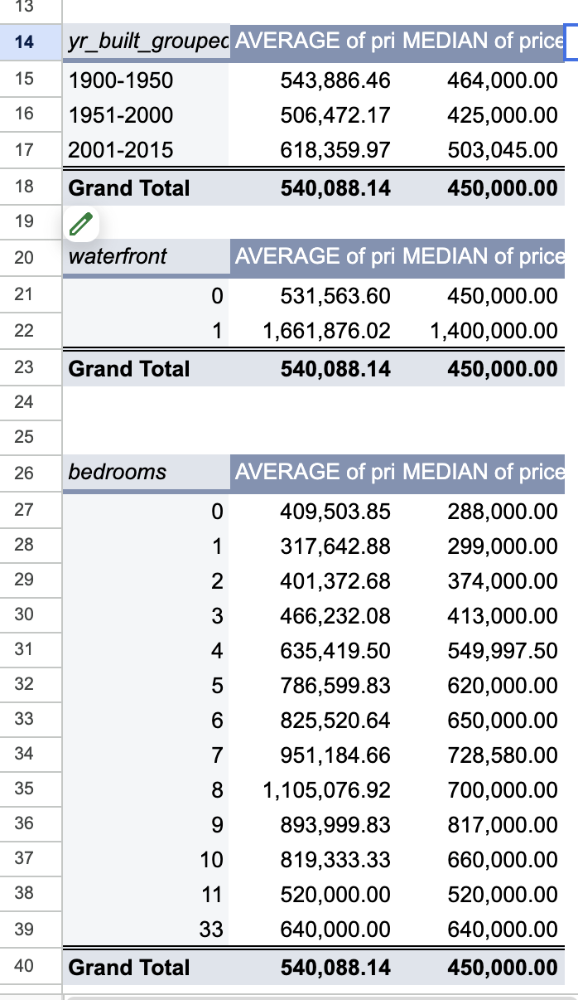 13
14 yr_built_grouped AVERAGE of pri MEDIAN of price
15 1900-1950 543,886.46 464,000.00
16 1951-2000 506,472.17 425,000.00
17 2001-2015 618,359.97 503,045.00
18 Grand Total 540,088.14 450,000.00
19
20 waterfront AVERAGE of pri MEDIAN of price
21 0 531,563.60 450,000.00
22 1 1,661,876.02 1,400,000.00
23 Grand Total 540,088.14 450,000.00
24
25
26 bedrooms AVERAGE of pri MEDIAN of price
27 0 409,503.85 288,000.00
28 1 317,642.88 299,000.00
29 2 401,372.68 374,000.00
30 3 466,232.08 413,000.00
31 4 635,419.50 549,997.50
32 5 786,599.83 620,000.00
33 6 825,520.64 650,000.00
34 7 951,184.66 728,580.00
35 8 1,105,076.92 700,000.00
36 9 893,999.83 817,000.00
37 10 819,333.33 660,000.00
38 11 520,000.00 520,000.00
39 33 640,000.00 640,000.00
40 Grand Total 540,088.14 450,000.00